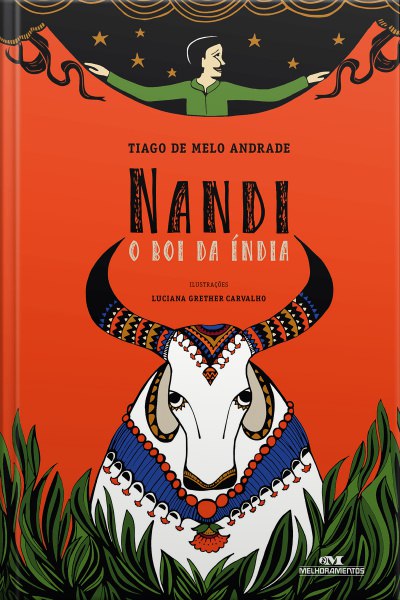 TIAGO DE MELO ANDRADE
NANDI
O BOI DA ÍNDIA
ILUSTRAÇÕES
LUCIANA GRETHER CARVALHO
MELHORAMENTOS